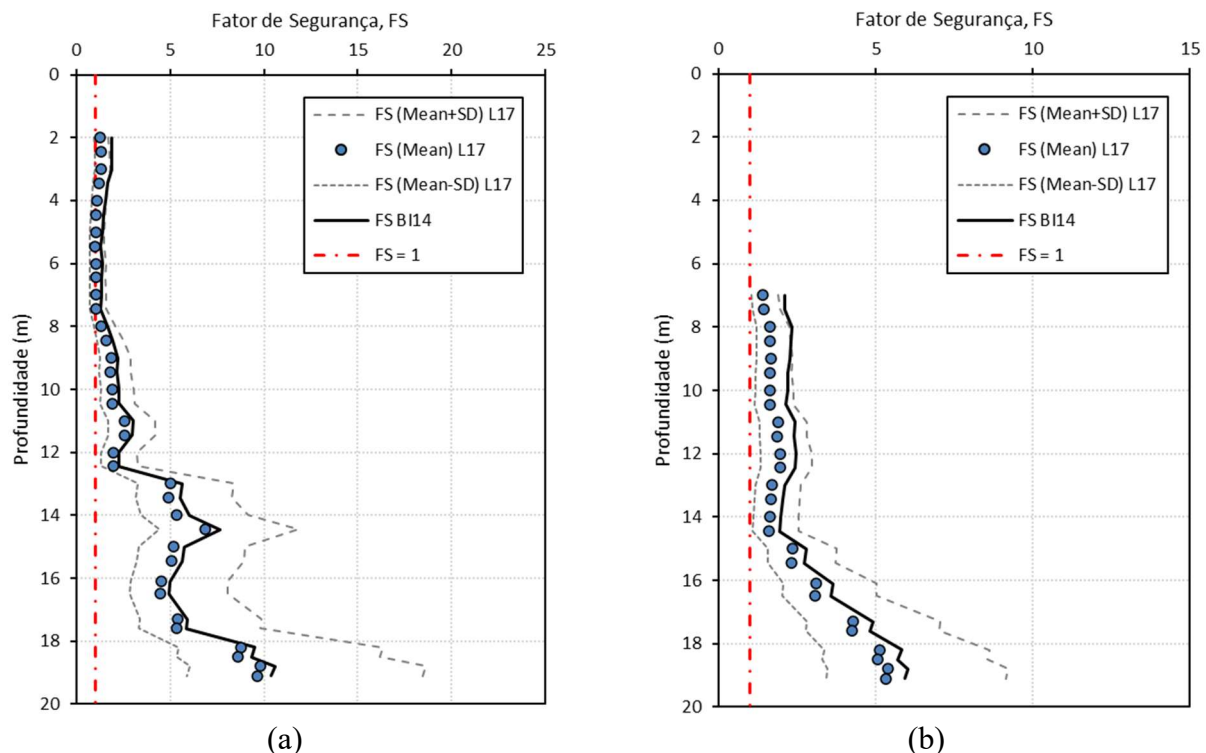 Fator de Segurança, FS
0 5 10 15 20 25
0
2
4
6
8
10
12
14
16
18
20
Profundidade (m)
FS (Mean+SD) L17
FS (Mean) L17
FS (Mean-SD) L17
FS BI14
FS = 1
(a)
Fator de Segurança, FS
0 5 10 15
0
2
4
6
8
10
12
14
16
18
20
Profundidade (m)
FS (Mean+SD) L17
FS (Mean) L17
FS (Mean-SD) L17
FS BI14
FS = 1
(b)